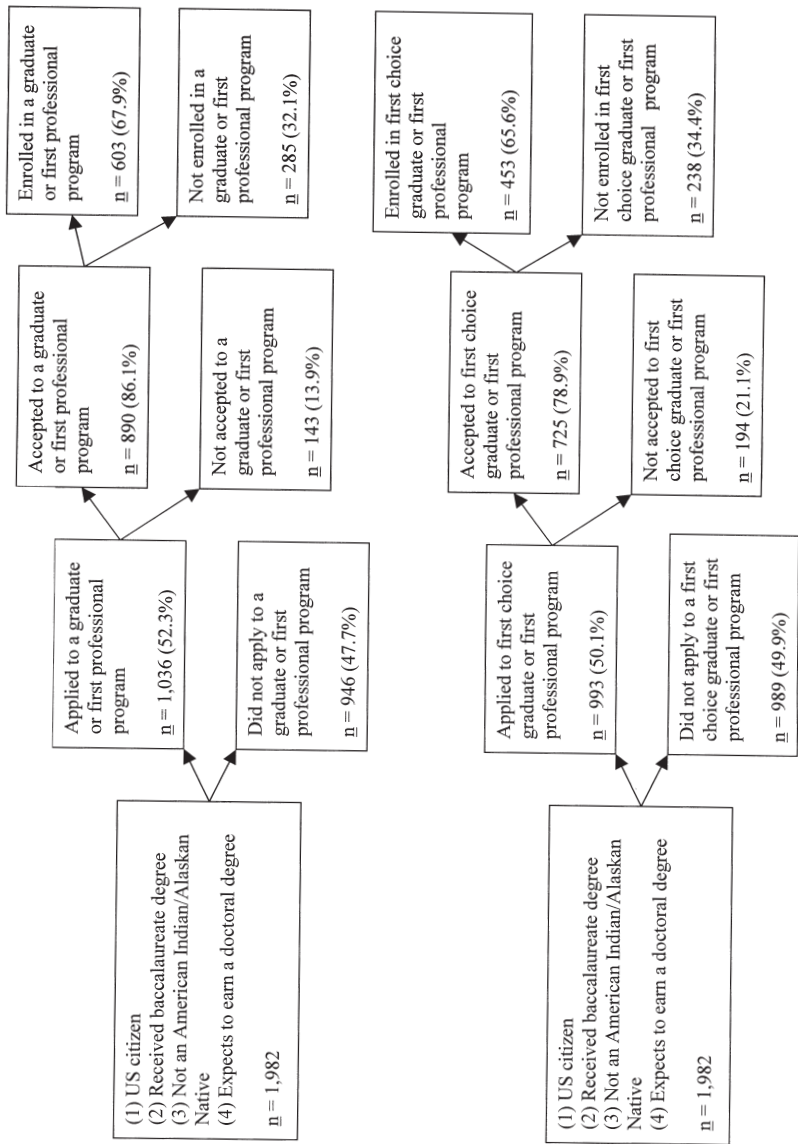 (1) US citizen
(2) Received baccalaureate degree
(3) Not an American Indian/Alaskan
Native
(4) Expects to earn a doctoral degree
n = 1,982
Applied to a graduate
or first professional
program
n = 1,036 (52.3%)
Did not apply to a
graduate or first
professional program
n = 946 (47.7%)
Accepted to a graduate
or first professional
program
n = 890 (86.1%)
Not accepted to a
graduate or first
professional program
n = 143 (13.9%)
Enrolled in a graduate
or first professional
program
n = 603 (67.9%)
Not enrolled in a
graduate or first
professional program
n = 285 (32.1%)
(1) US citizen
(2) Received baccalaureate degree
(3) Not an American Indian/Alaskan
Native
(4) Expects to earn a doctoral degree
n = 1,982
Applied to first choice
graduate or first
professional program
n = 993 (50.1%)
Did not apply to a first
choice graduate or first
professional program
n = 989 (49.9%)
Accepted to first choice
graduate or first
professional program
n = 725 (78.9%)
Not accepted to first
choice graduate or first
professional program
n = 194 (21.1%)
Enrolled in first choice
graduate or first
professional
program
n = 453 (65.6%)
Not enrolled in first
choice graduate or first
professional program
n = 238 (34.4%)